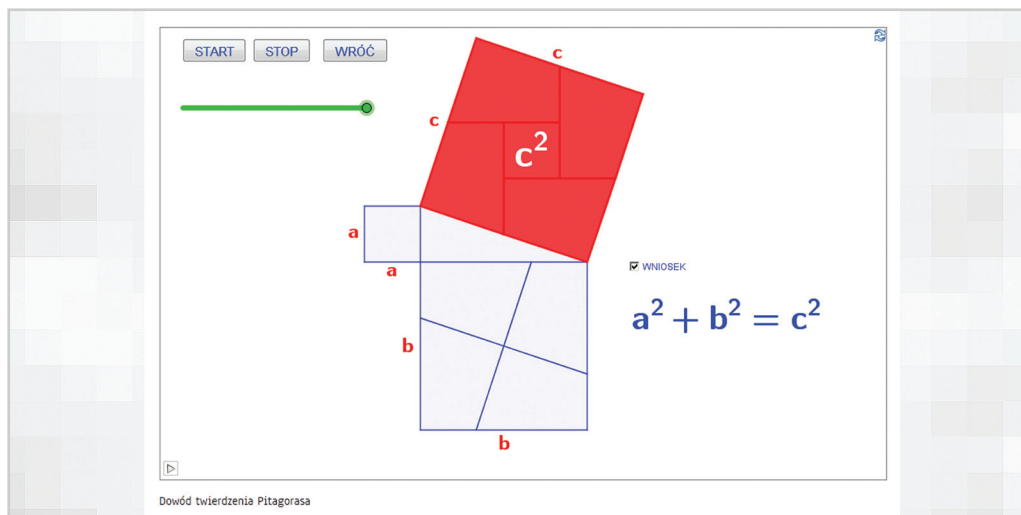 START STOP WRÓĆ
c
c
c²
a
a
WNIOSEK
a² + b² = c²
b
b
Dowód twierdzenia Pitagorasa